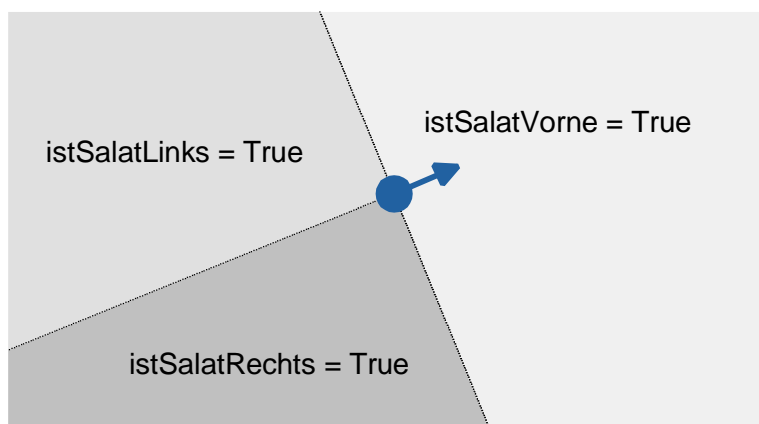 istSalatVorne = True
istSalatLinks = True
istSalatRechts = True